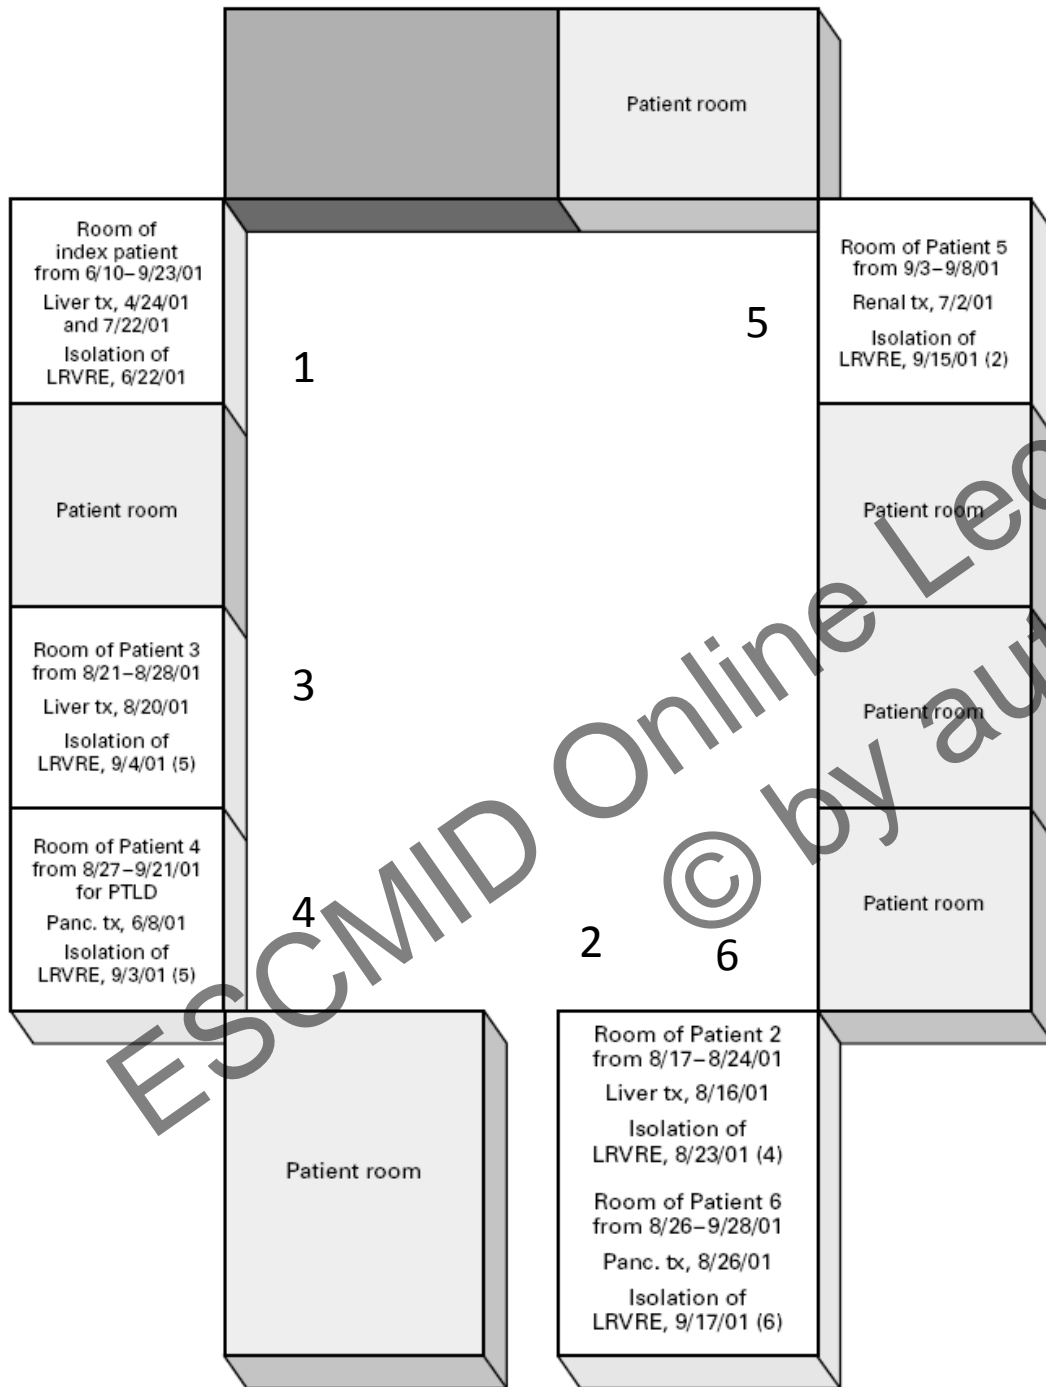 Patient room
Room of
index patient
from 6/10–9/23/01
Liver tx, 4/24/01
and 7/22/01
Isolation of
LRVRE, 6/22/01
1
5
Room of Patient 5
from 9/3–9/8/01
Renal tx, 7/2/01
Isolation of
LRVRE, 9/15/01 (2)
Patient room
Patient room
Room of Patient 3
from 8/21–8/28/01
Liver tx, 8/20/01
Isolation of
LRVRE, 9/4/01 (5)
3
Patient room
Room of Patient 4
from 8/27–9/21/01
for PTLD
Panc. tx, 6/8/01
Isolation of
LRVRE, 9/3/01 (5)
4
2
6
Patient room
Patient room
Room of Patient 2
from 8/17–8/24/01
Liver tx, 8/16/01
Isolation of
LRVRE, 8/23/01 (4)
Room of Patient 6
from 8/26–9/28/01
Panc. tx, 8/26/01
Isolation of
LRVRE, 9/17/01 (6)
ESCMID Online
© by